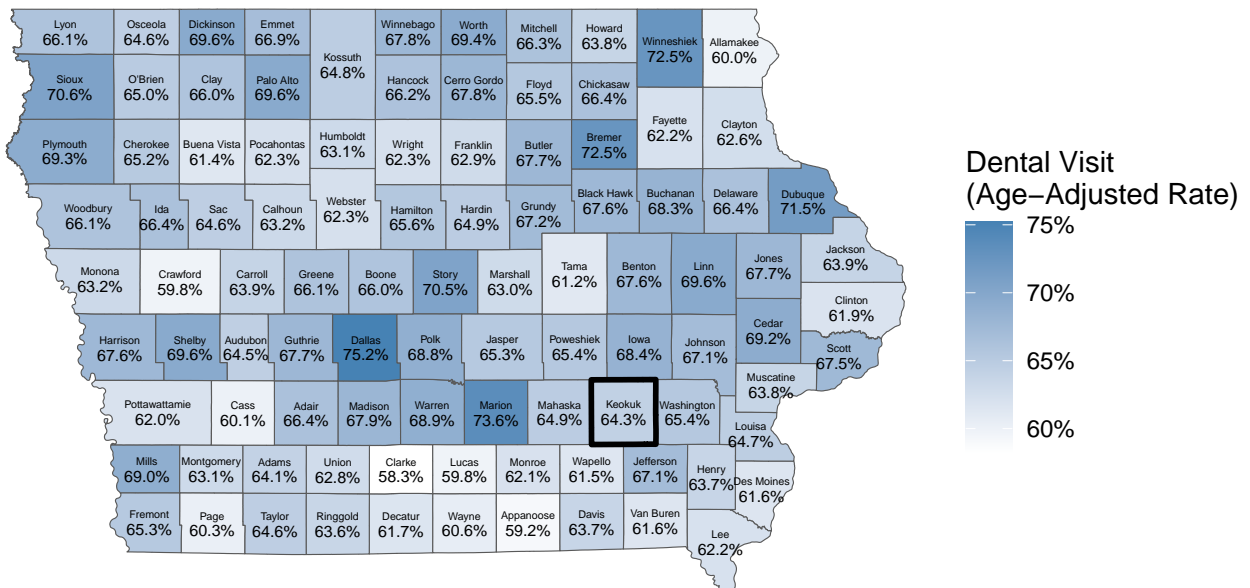 Lyon
66.1%
Osceola
64.6%
Dickinson
69.6%
Emmet
66.9%
Kossuth
64.8%
Winnebago
67.8%
Worth
69.4%
Mitchell
66.3%
Howard
63.8%
Winneshiek
72.5%
Allamakee
60.0%
Sioux
70.6%
O'Brien
65.0%
Clay
66.0%
Palo Alto
69.6%
Hancock
66.2%
Cerro Gordo
67.8%
Floyd
65.5%
Chickasaw
66.4%
Fayette
62.2%
Clayton
62.6%
Plymouth
69.3%
Cherokee
65.2%
Buena Vista
61.4%
Pocahontas
62.3%
Humboldt
63.1%
Wright
62.3%
Franklin
62.9%
Butler
67.7%
Bremer
72.5%
Woodbury
66.1%
Ida
66.4%
Sac
64.6%
Calhoun
63.2%
Webster
62.3%
Hamilton
65.6%
Hardin
64.9%
Grundy
67.2%
Black Hawk
67.6%
Buchanan
68.3%
Delaware
66.4%
Dubuque
71.5%
Monona
63.2%
Crawford
59.8%
Carroll
63.9%
Greene
66.1%
Boone
66.0%
Story
70.5%
Marshall
63.0%
Tama
61.2%
Benton
67.6%
Linn
69.6%
Jones
67.7%
Jackson
63.9%
Clinton
61.9%
Harrison
67.6%
Shelby
69.6%
Audubon
64.5%
Guthrie
67.7%
Dallas
75.2%
Polk
68.8%
Jasper
65.3%
Poweshiek
65.4%
Iowa
68.4%
Johnson
67.1%
Cedar
69.2%
Scott
67.5%
Muscatine
63.8%
Pottawattamie
62.0%
Cass
60.1%
Adair
66.4%
Madison
67.9%
Warren
68.9%
Marion
73.6%
Mahaska
64.9%
Keokuk
64.3%
Washington
65.4%
Louisa
64.7%
Mills
69.0%
Montgomery
63.1%
Adams
64.1%
Union
62.8%
Clarke
58.3%
Lucas
59.8%
Monroe
62.1%
Wapello
61.5%
Jefferson
67.1%
Henry
63.7%
Des Moines
61.6%
Fremont
65.3%
Page
60.3%
Taylor
64.6%
Ringgold
63.6%
Decatur
61.7%
Wayne
60.6%
Appanoose
59.2%
Davis
63.7%
Van Buren
61.6%
Lee
62.2%
Dental Visit
(Age−Adjusted Rate)
75%
70%
65%
60%